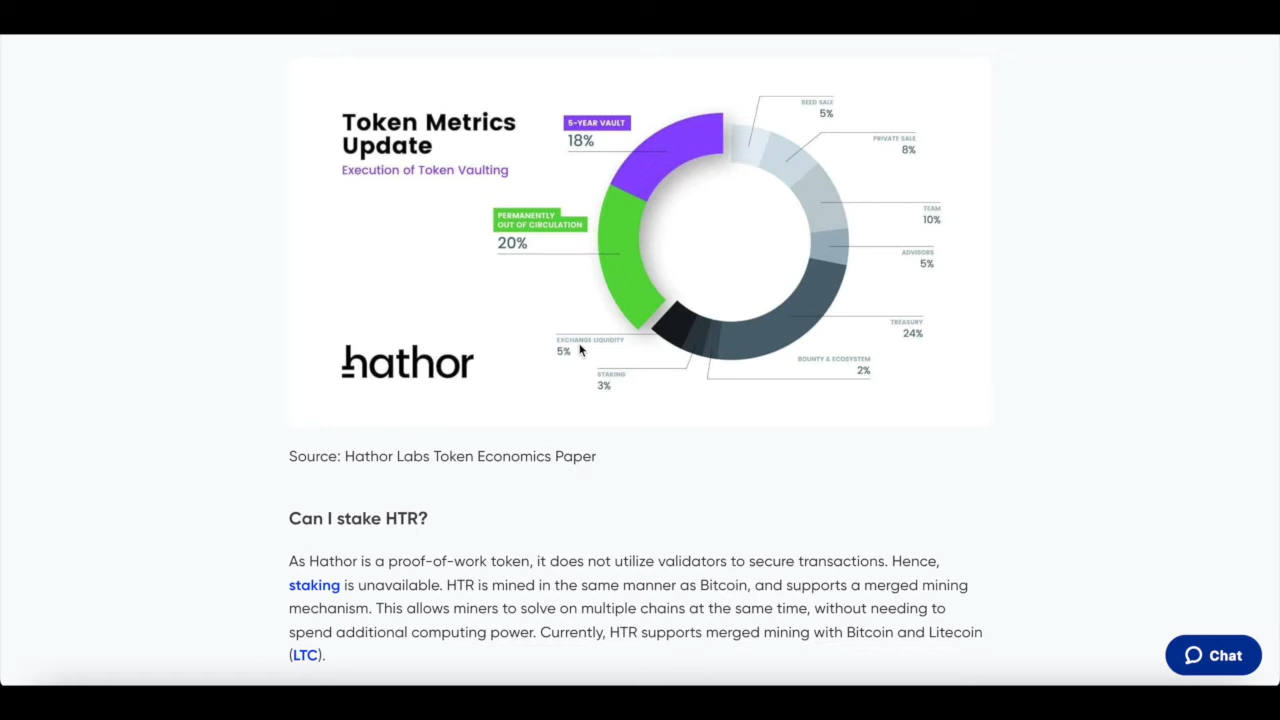 Token Metrics
Update
Execution of Token Vaulting
5-YEAR VAULT
18%
PERMANENTLY
OUT OF CIRCULATION
20%
SEED SALE
5%
PRIVATE SALE
8%
TEAM
10%
ADVISORS
5%
TREASURY
24%
BOUNTY & ECOSYSTEM
2%
STAKING
3%
EXCHANGE LIQUIDITY
5%
hathor
Source: Hathor Labs Token Economics Paper
Can I stake HTR?
As Hathor is a proof-of-work token, it does not utilize validators to secure transactions. Hence,
staking is unavailable. HTR is mined in the same manner as Bitcoin, and supports a merged mining
mechanism. This allows miners to solve on multiple chains at the same time, without needing to
spend additional computing power. Currently, HTR supports merged mining with Bitcoin and Litecoin
(LTC).
Chat